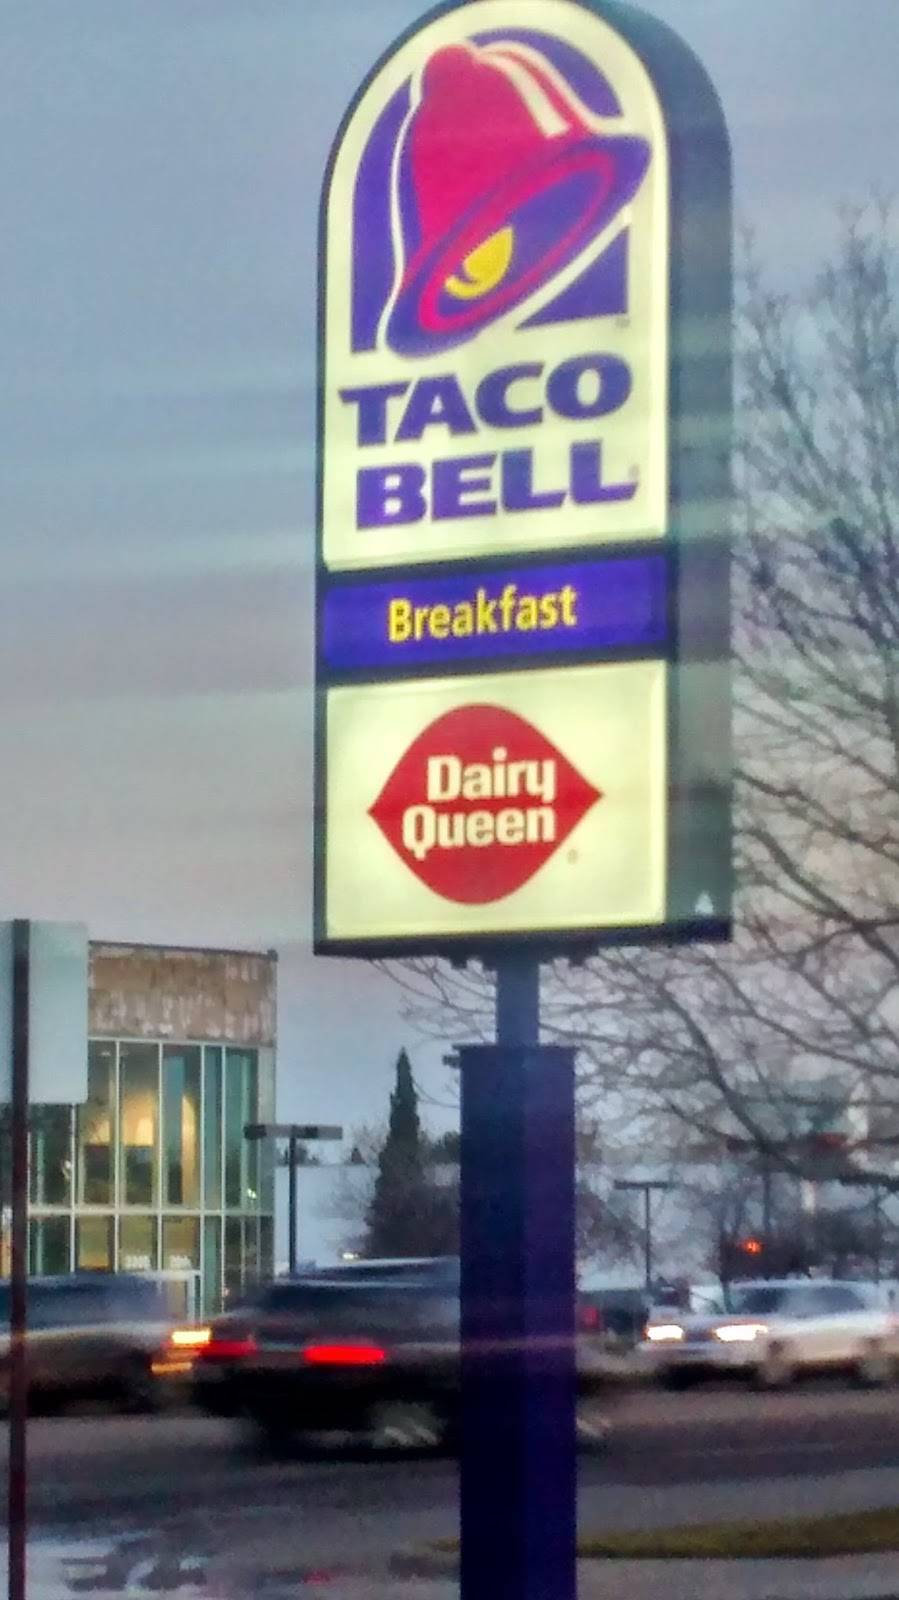 TACO
BELL
Breakfast
Dairy
Queen